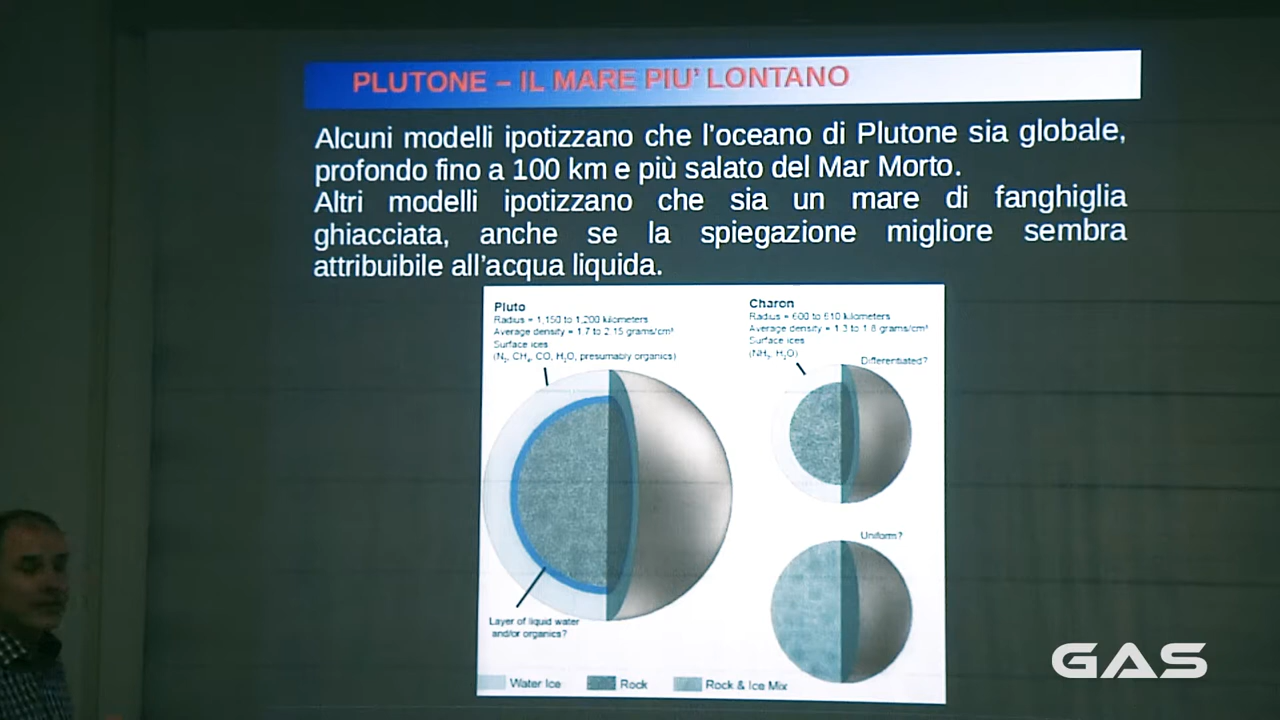 PLUTONE – IL MARE PIU' LONTANO
Alcuni modelli ipotizzano che l'oceano di Plutone sia globale,
profondo fino a 100 km e più salato del Mar Morto.
Altri modelli ipotizzano che sia un mare di fanghiglia
ghiacciata, anche se la spiegazione migliore sembra
attribuibile all'acqua liquida.
Pluto
Radius = 1,150 to 1,200 kilometers
Average density = 1.7 to 2.15 grams/cm³
Surface ices
(N₂, CH₄, CO, H₂O, presumably organics)
Charon
Radius = 600 to 610 kilometers
Average density = 1.3 to 1.8 grams/cm³
Surface ices
(NH₃, H₂O)
Differentiated?
Uniform?
Layer of liquid water
and/or organics?
Water Ice
Rock
Rock & Ice Mix
GAS